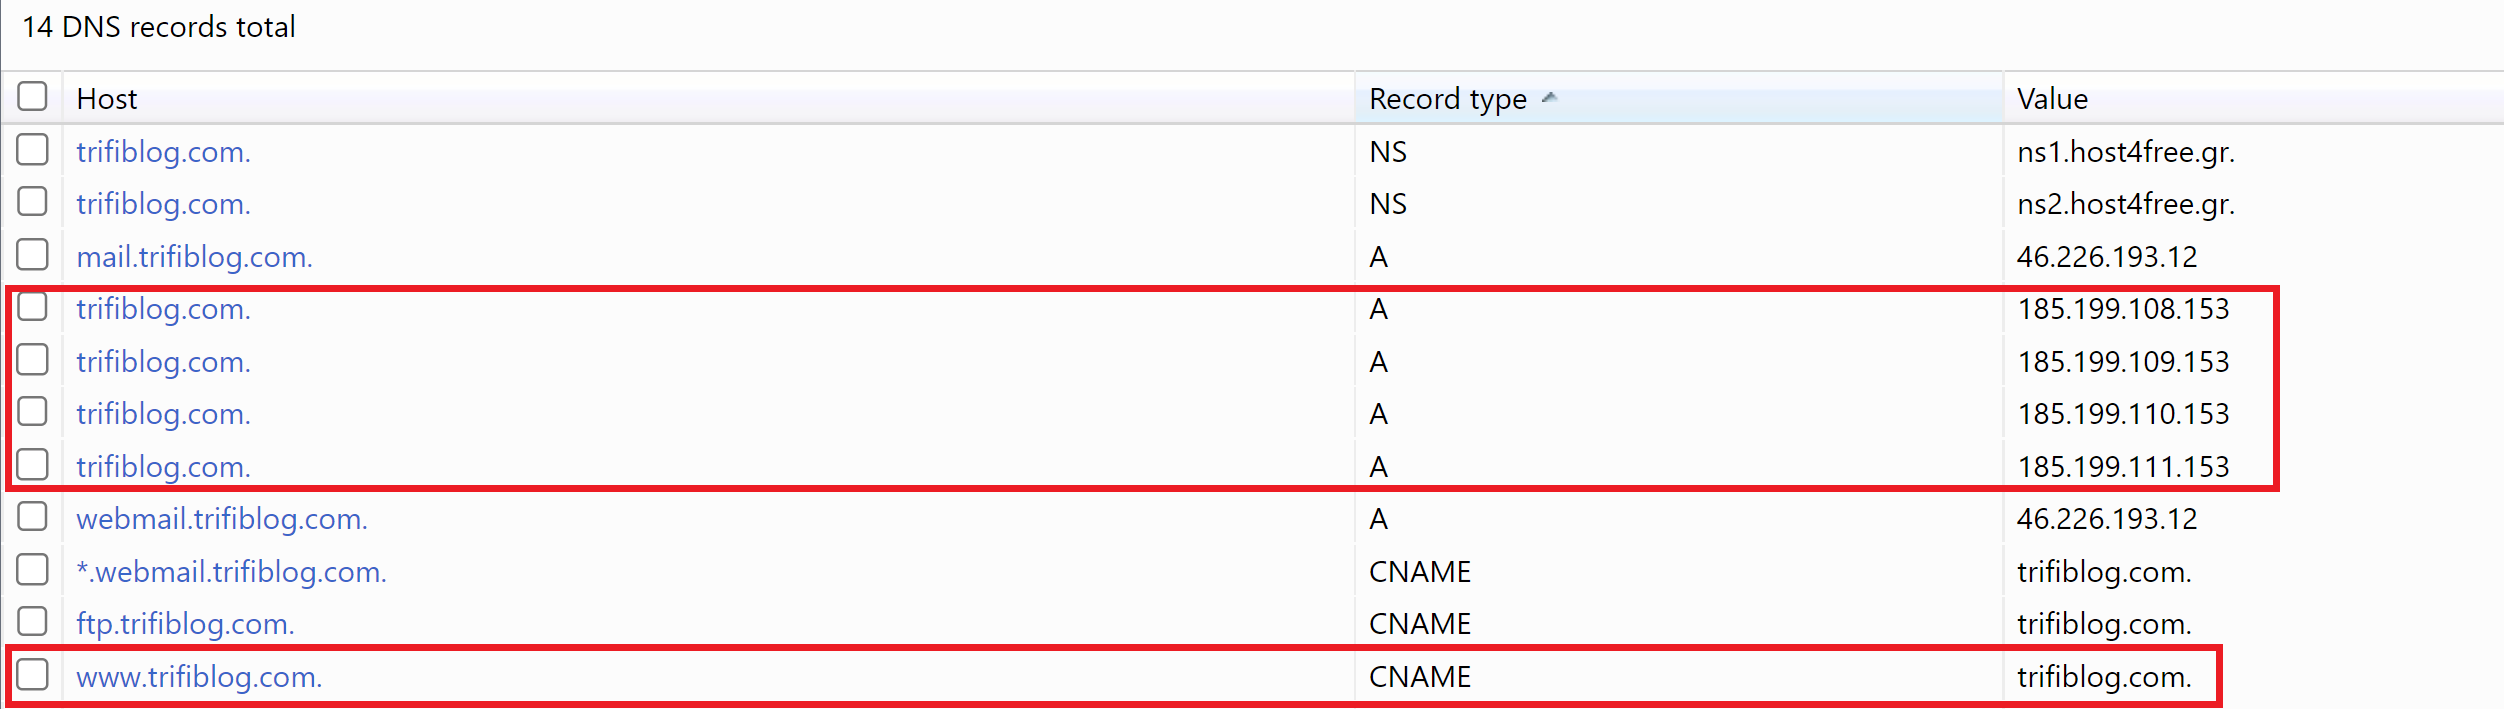 14 DNS records total
Host Record type Value
trifiblog.com. NS ns1.host4free.gr.
trifiblog.com. NS ns2.host4free.gr.
mail.trifiblog.com. A 46.226.193.12
trifiblog.com. A 185.199.108.153
trifiblog.com. A 185.199.109.153
trifiblog.com. A 185.199.110.153
trifiblog.com. A 185.199.111.153
webmail.trifiblog.com. A 46.226.193.12
*.webmail.trifiblog.com. CNAME trifiblog.com.
ftp.trifiblog.com. CNAME trifiblog.com.
www.trifiblog.com. CNAME trifiblog.com.